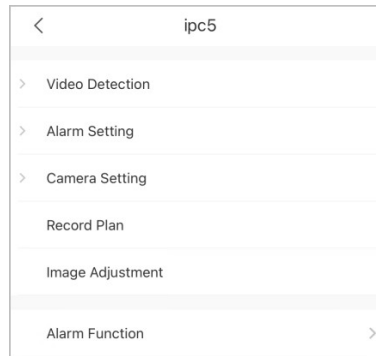 ipc5
Video Detection
Alarm Setting
Camera Setting
Record Plan
Image Adjustment
Alarm Function